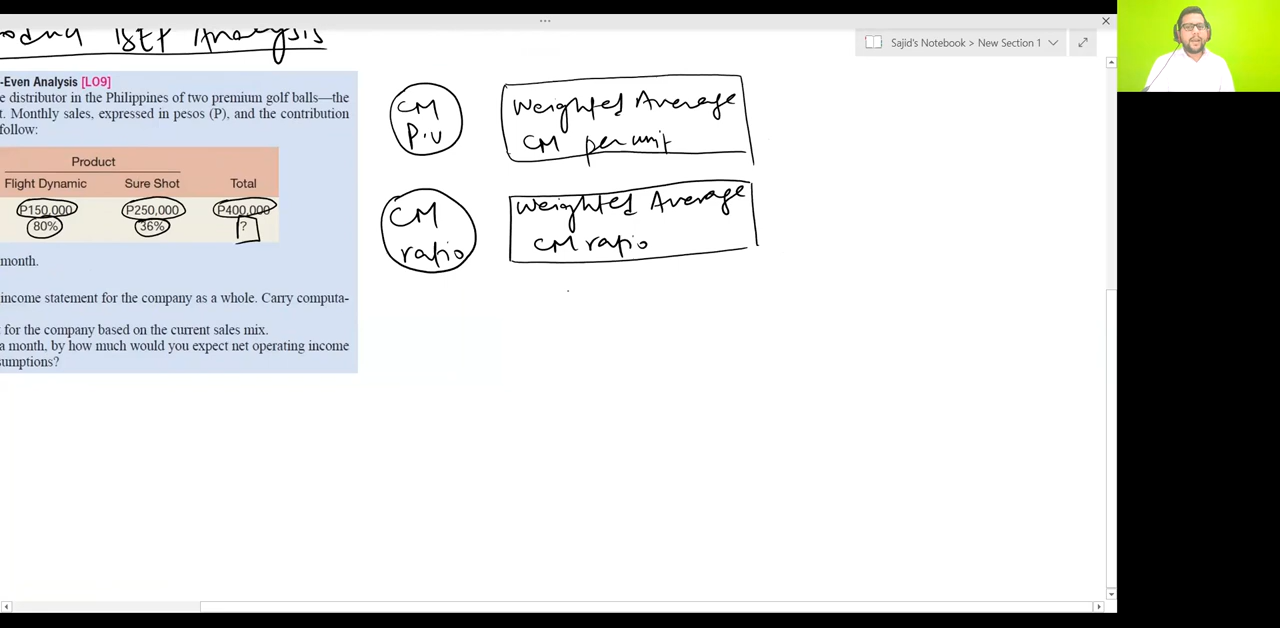 BEP Analysis
Sajid's Notebook > New Section 1
-Even Analysis [LO9]
e distributor in the Philippines of two premium golf balls—the
t. Monthly sales, expressed in pesos (P), and the contribution
follow:
Product
Flight Dynamic Sure Shot Total
P150,000 P250,000 P400,000
80% 36% ?
month.
income statement for the company as a whole. Carry computa-
for the company based on the current sales mix.
a month, by how much would you expect net operating income
sumptions?
CM
P.U
Weighted Average
CM per unit
CM
ratio
Weighted Average
CM ratio